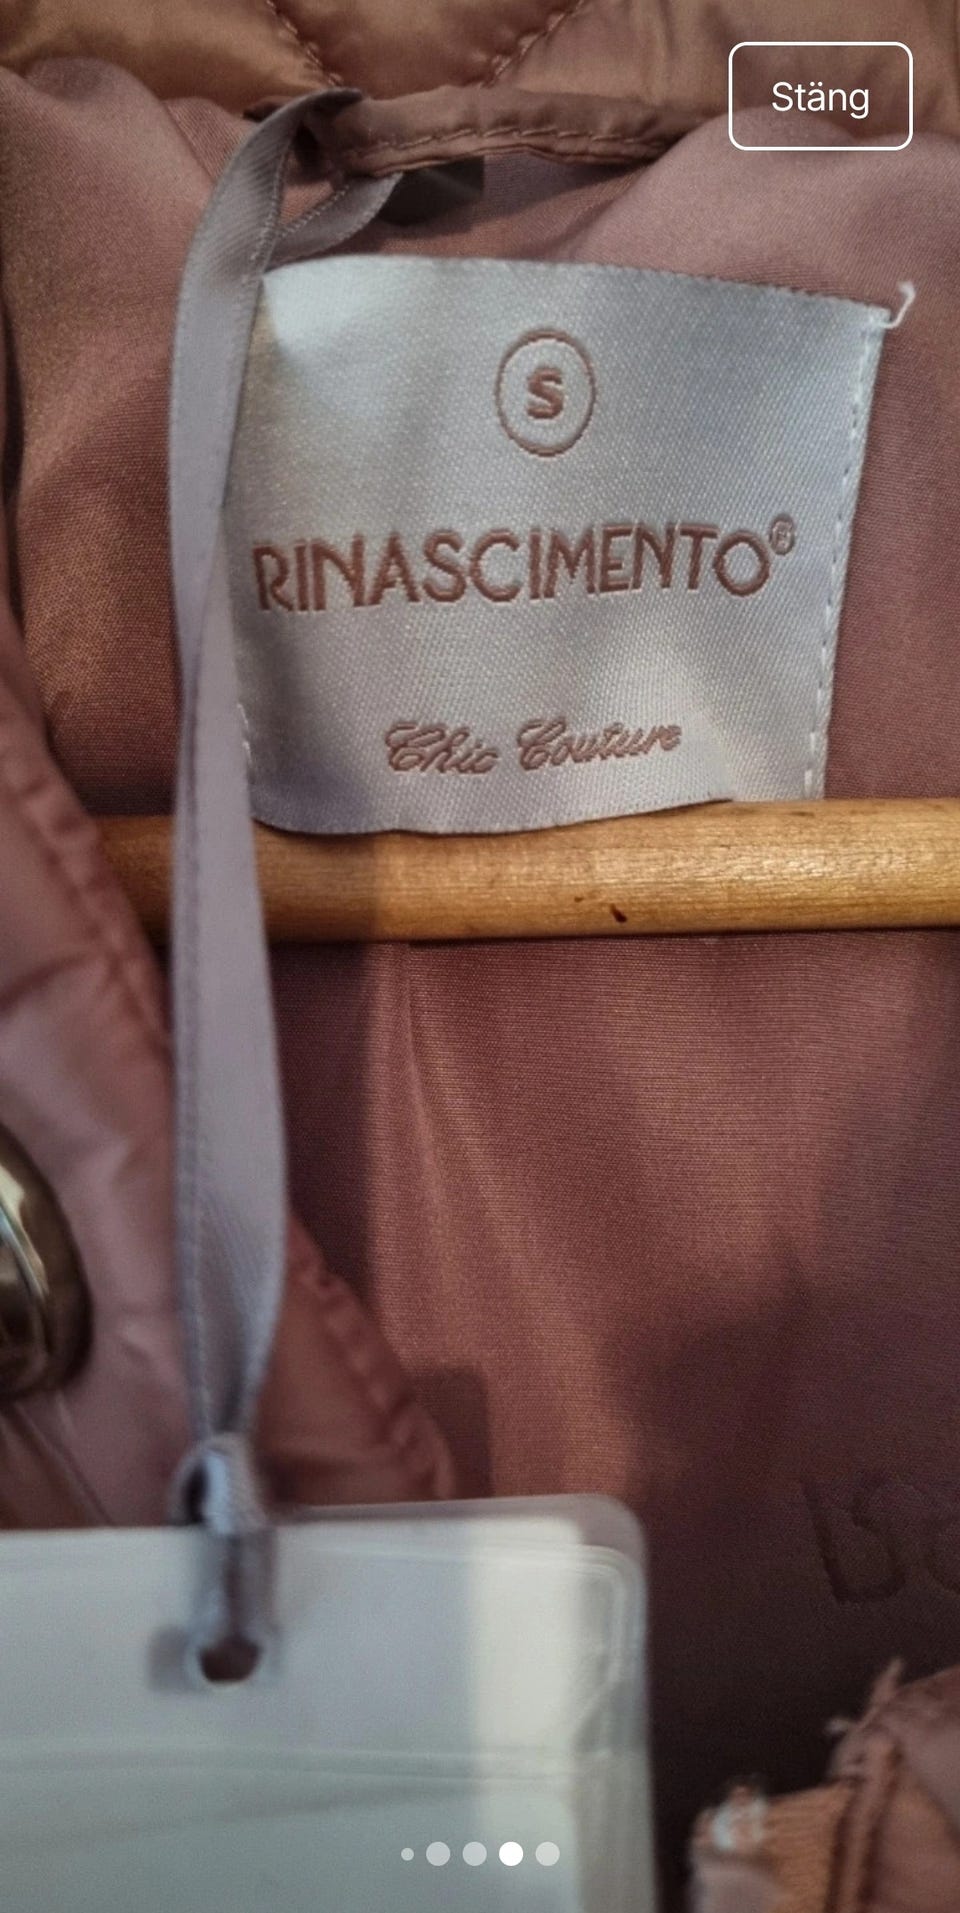 Stäng
S
RINASCIMENTO®
Chic Couture